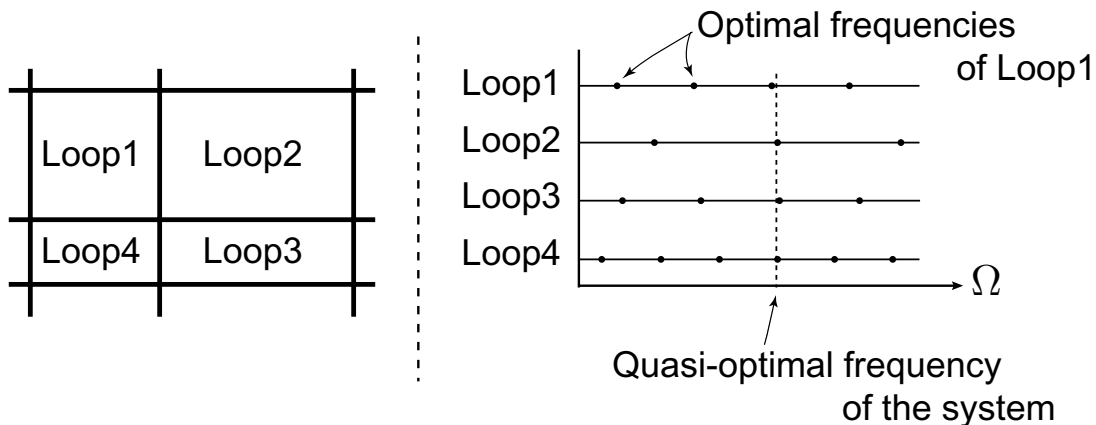 Loop1
Loop2
Loop4
Loop3
Optimal frequencies
of Loop1
Loop1
Loop2
Loop3
Loop4
Ω
Quasi-optimal frequency
of the system